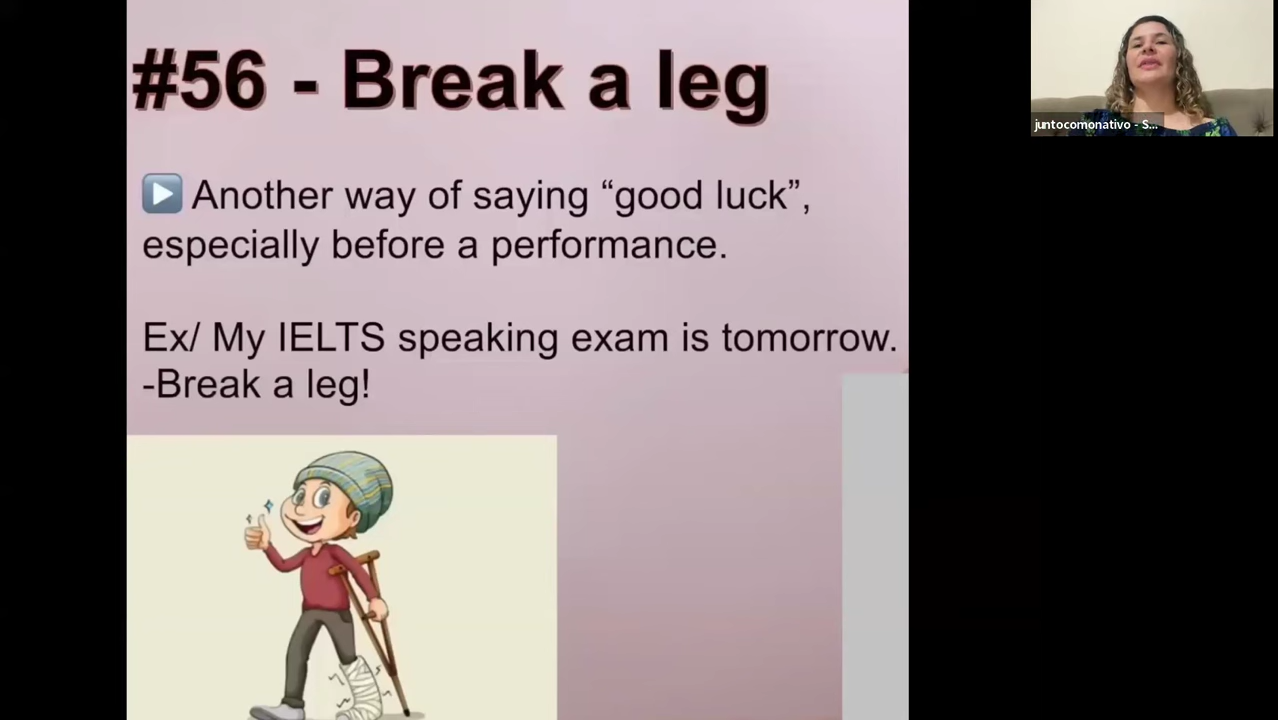 #56 - Break a leg
juntocomonativo - S...
▶️ Another way of saying “good luck”,
especially before a performance.
Ex/ My IELTS speaking exam is tomorrow.
-Break a leg!